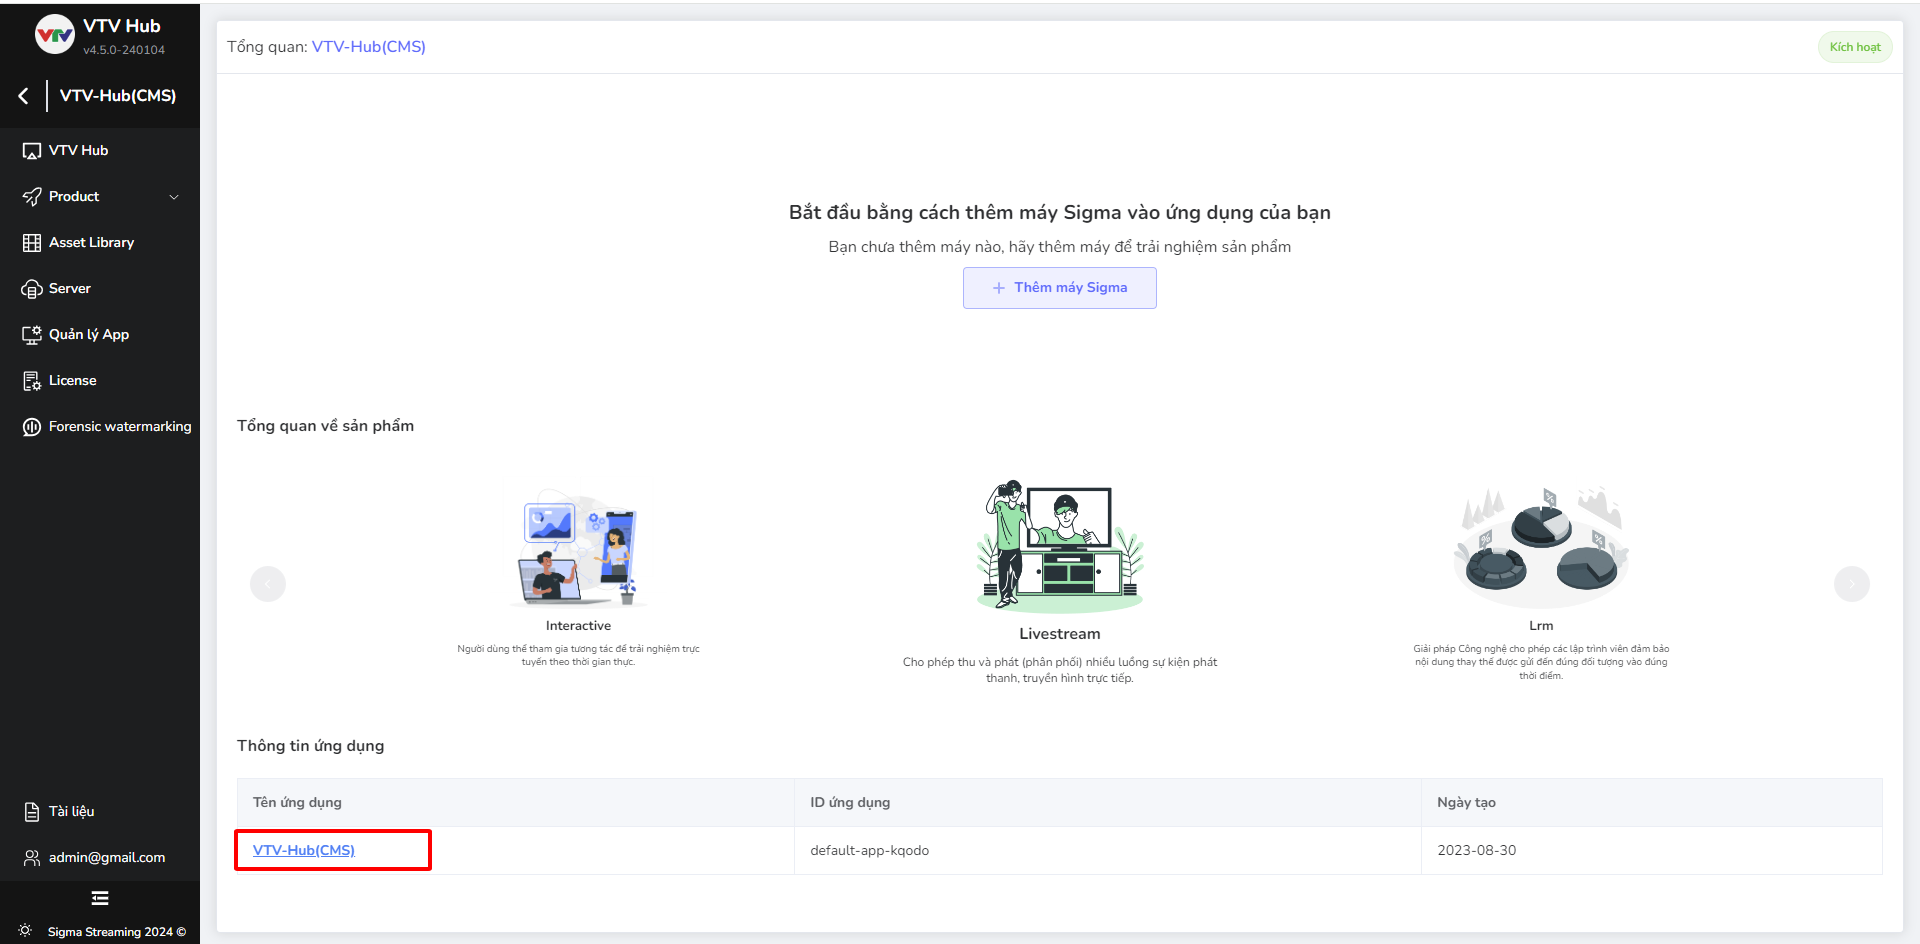 VTV Hub
v4.5.0-240104
VTV-Hub(CMS)
VTV Hub
Product
Asset Library
Server
Quản lý App
License
Forensic watermarking
Tài liệu
admin@gmail.com
Sigma Streaming 2024 ©
Tổng quan: VTV-Hub(CMS)
Kích hoạt
Bắt đầu bằng cách thêm máy Sigma vào ứng dụng của bạn
Bạn chưa thêm máy nào, hãy thêm máy để trải nghiệm sản phẩm
+ Thêm máy Sigma
Tổng quan về sản phẩm
Interactive
Người dùng thể tham gia tương tác để trải nghiệm trực
tuyến theo thời gian thực.
Livestream
Cho phép thu và phát (phân phối) nhiều luồng sự kiện phát
thanh, truyền hình trực tiếp.
Lrm
Giải pháp Công nghệ cho phép các lập trình viên đảm bảo
nội dung thay thế được gửi đến đúng đối tượng vào đúng
thời điểm.
Thông tin ứng dụng
Tên ứng dụng ID ứng dụng Ngày tạo
VTV-Hub(CMS) default-app-kqodo 2023-08-30